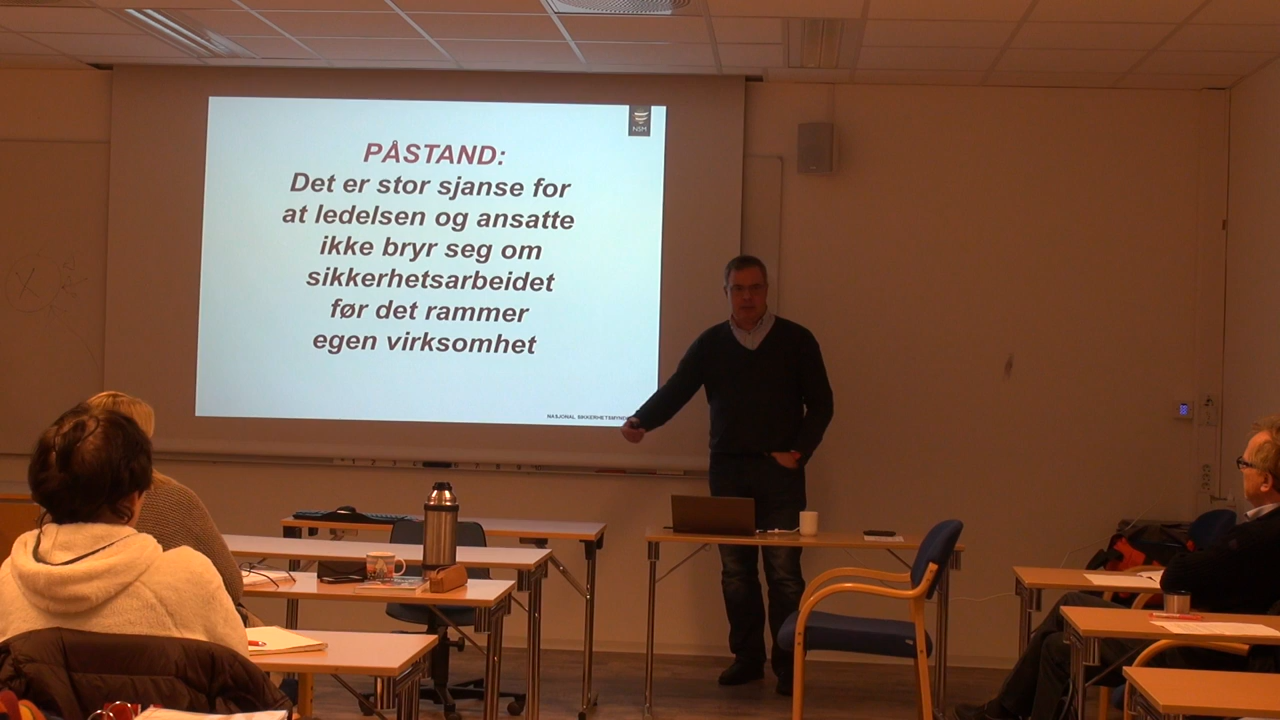 NSM
PÅSTAND:
Det er stor sjanse for
at ledelsen og ansatte
ikke bryr seg om
sikkerhetsarbeidet
før det rammer
egen virksomhet
NASJONAL